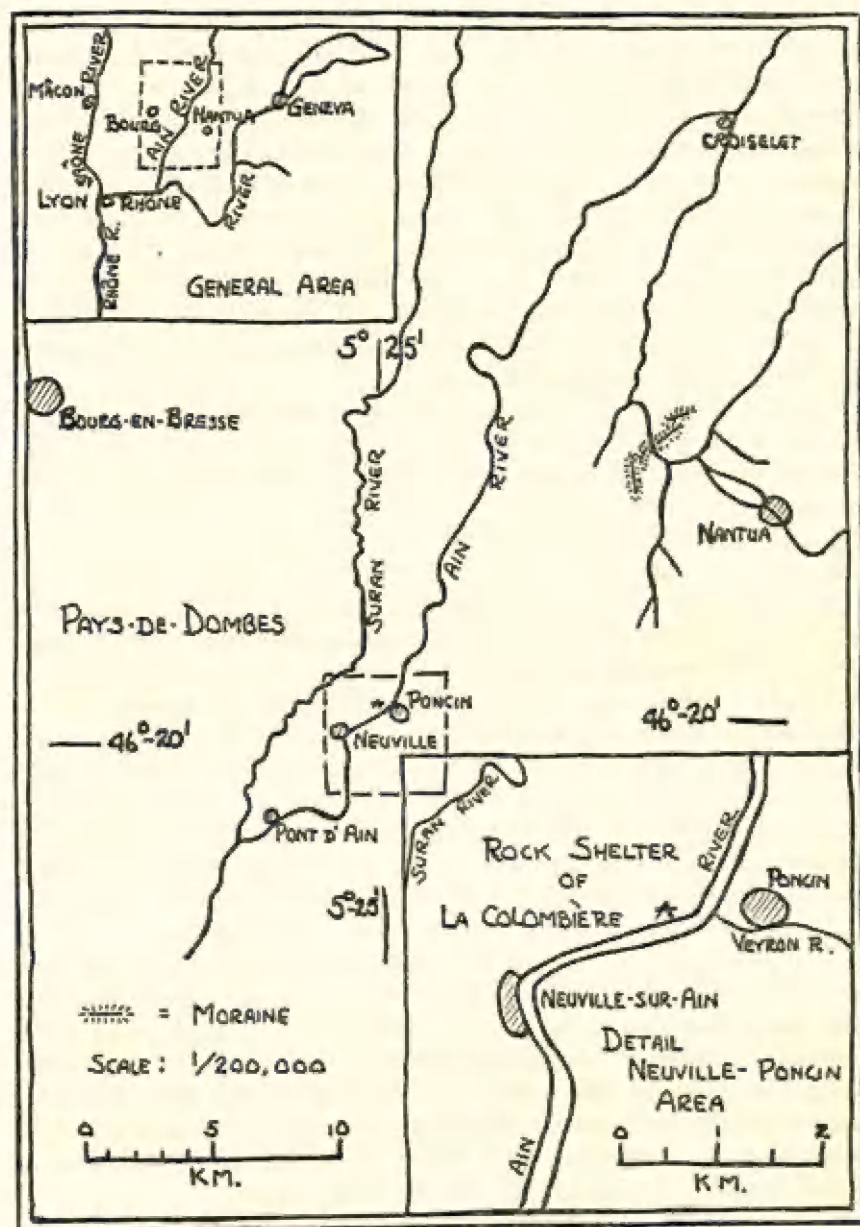 MÂCON
SAÔNE RIVER
BOURG
AIN RIVER
NANTUA
GENEVA
LYON
RHÔNE
RIVER
RHÔNE R.
GENERAL AREA
CROISELET
5° 25'
BOURG-EN-BRESSE
SURAN RIVER
AIN RIVER
NANTUA
PAYS-DE-DOMBES
PONCIN
NEUVILLE
46°-20'
46°-20'
PONT D'AIN
5°-25'
= MORAINE
SCALE: 1/200,000
0 5 10
KM.
SURAN RIVER
RIVER
ROCK SHELTER
OF
LA COLOMBIÈRE
PONCIN
VEYRON R.
NEUVILLE-SUR-AIN
DETAIL
NEUVILLE-PONCIN
AREA
AIN
0 1 2
KM.